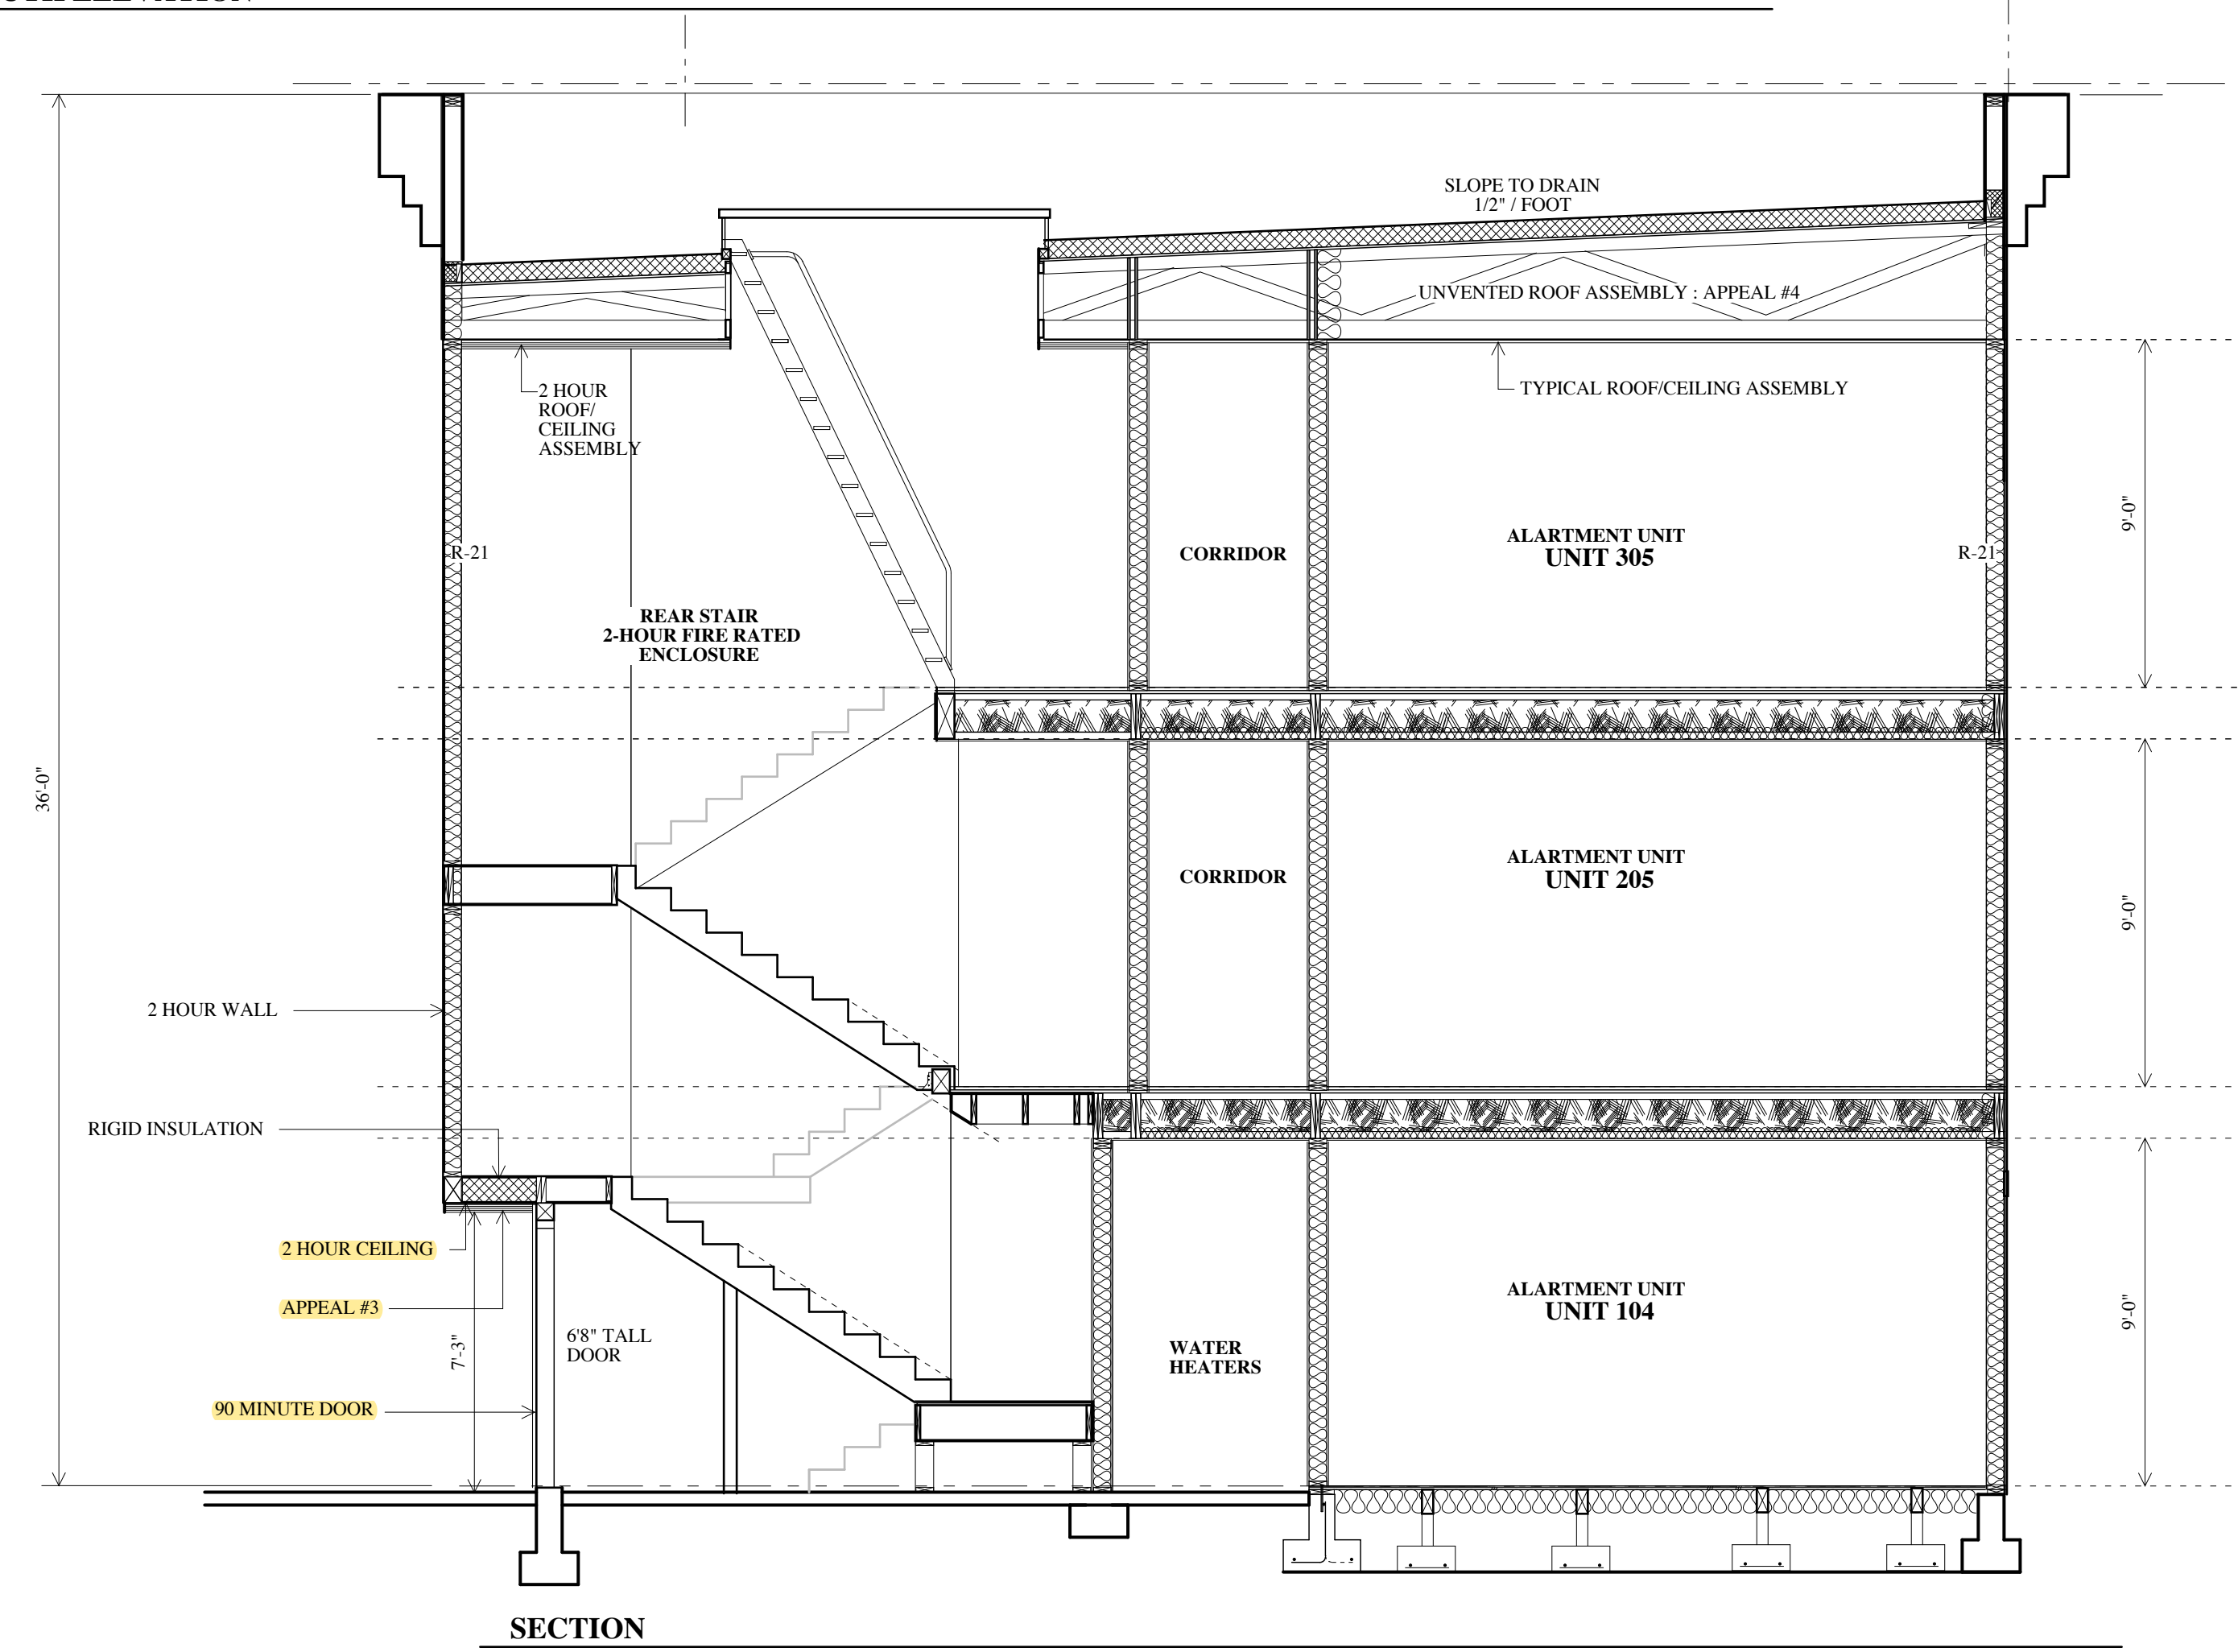 SLOPE TO DRAIN
1/2" / FOOT
UNVENTED ROOF ASSEMBLY : APPEAL #4
2 HOUR
ROOF/
CEILING
ASSEMBLY
TYPICAL ROOF/CEILING ASSEMBLY
R-21
CORRIDOR
ALARTMENT UNIT
UNIT 305
R-21
9'-0"
REAR STAIR
2-HOUR FIRE RATED
ENCLOSURE
36'-0"
CORRIDOR
ALARTMENT UNIT
UNIT 205
9'-0"
2 HOUR WALL
RIGID INSULATION
2 HOUR CEILING
APPEAL #3
7'-3"
6'8" TALL
DOOR
90 MINUTE DOOR
WATER
HEATERS
ALARTMENT UNIT
UNIT 104
9'-0"
SECTION